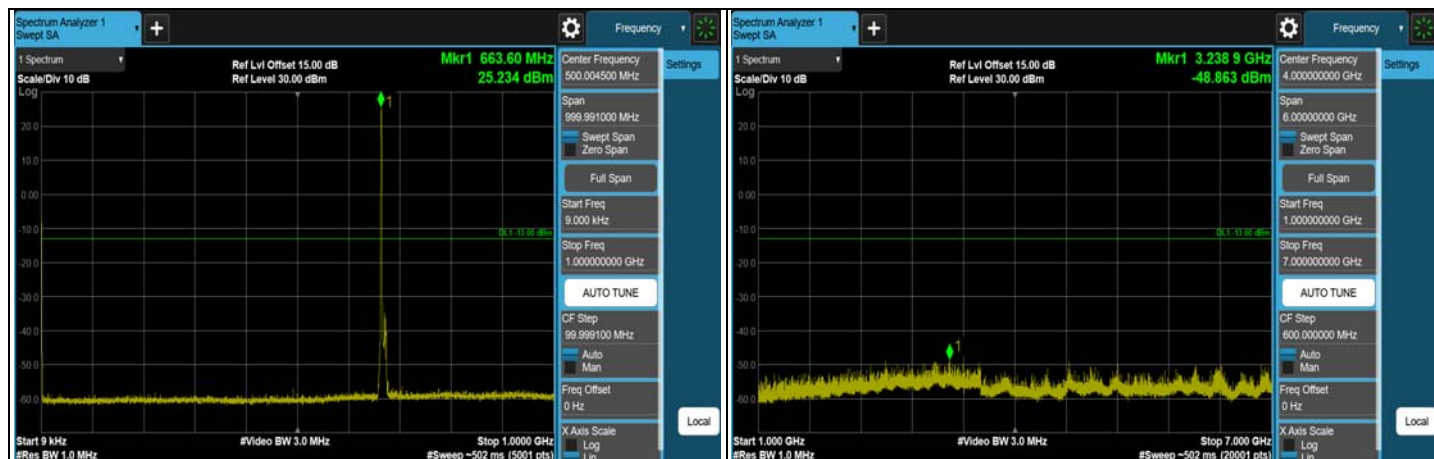 Spectrum Analyzer 1
Swept SA
+
Frequency
1 Spectrum
Scale/Div 10 dB
Log
Ref Lvl Offset 15.00 dB
Ref Level 30.00 dBm
Mkr1 663.60 MHz
25.234 dBm
1
20.0
10.0
0.00
-10.0
-20.0
-30.0
-40.0
-50.0
-60.0
DL1 -13.00 dBm
Start 9 kHz
#Res BW 1.0 MHz
#Video BW 3.0 MHz
Stop 1.0000 GHz
#Sweep ~502 ms (5001 pts)
Center Frequency
500.004500 MHz
Settings
Span
999.991000 MHz
Swept Span
Zero Span
Full Span
Start Freq
9.000 kHz
Stop Freq
1.000000000 GHz
AUTO TUNE
CF Step
99.999100 MHz
Auto
Man
Freq Offset
0 Hz
X Axis Scale
Log
Lin
Local
Spectrum Analyzer 1
Swept SA
+
Frequency
1 Spectrum
Scale/Div 10 dB
Log
Ref Lvl Offset 15.00 dB
Ref Level 30.00 dBm
Mkr1 3.238 9 GHz
-48.863 dBm
1
20.0
10.0
0.00
-10.0
-20.0
-30.0
-40.0
-50.0
-60.0
DL1 -13.00 dBm
Start 1.000 GHz
#Res BW 1.0 MHz
#Video BW 3.0 MHz
Stop 7.000 GHz
#Sweep ~502 ms (20001 pts)
Center Frequency
4.000000000 GHz
Settings
Span
6.00000000 GHz
Swept Span
Zero Span
Full Span
Start Freq
1.000000000 GHz
Stop Freq
7.000000000 GHz
AUTO TUNE
CF Step
600.000000 MHz
Auto
Man
Freq Offset
0 Hz
X Axis Scale
Log
Lin
Local